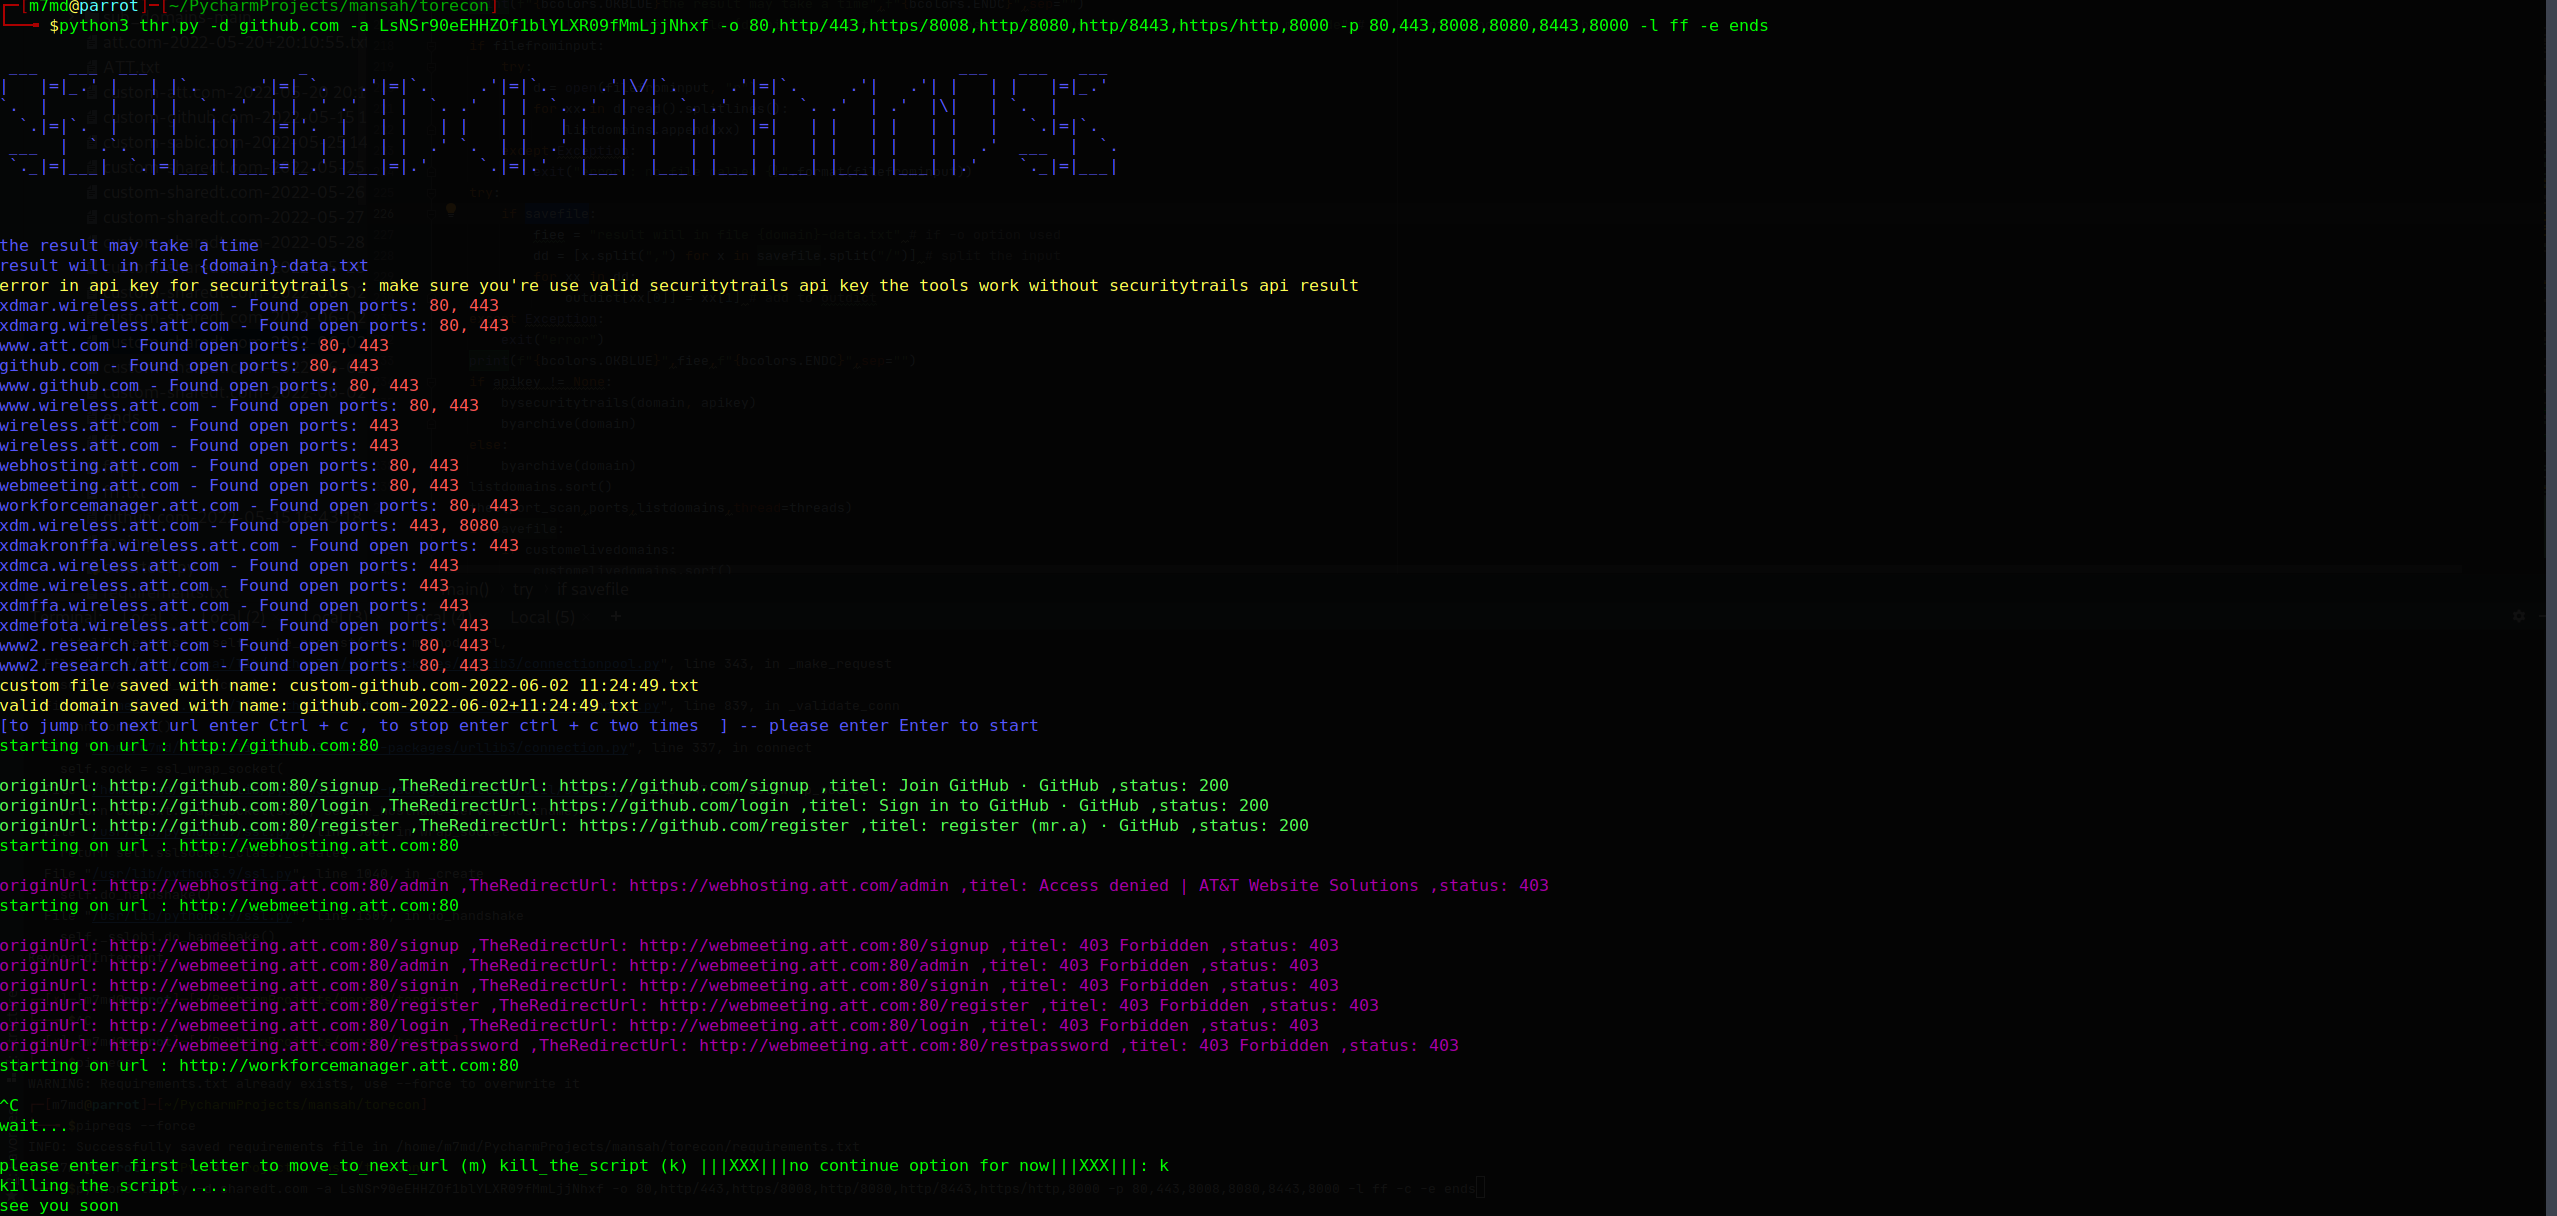 [m7md@parrot]─[~/PycharmProjects/mansah/torecon]
$python3 thr.py -d github.com -a LsNSr90eEHHZOf1blYLXR09fMmLjjNhxf -o 80,http/443,https/8008,http/8080,http/8443,https/http,8000 -p 80,443,8008,8080,8443,8000 -l ff -e ends
the result may take a time
result will in file {domain}-data.txt
error in api key for securitytrails : make sure you're use valid securitytrails api key the tools work without securitytrails api result
xdmar.wireless.att.com - Found open ports: 80, 443
xdmarg.wireless.att.com - Found open ports: 80, 443
www.att.com - Found open ports: 80, 443
github.com - Found open ports: 80, 443
www.github.com - Found open ports: 80, 443
www.wireless.att.com - Found open ports: 80, 443
wireless.att.com - Found open ports: 443
wireless.att.com - Found open ports: 443
webhosting.att.com - Found open ports: 80, 443
webmeeting.att.com - Found open ports: 80, 443
workforcemanager.att.com - Found open ports: 80, 443
xdm.wireless.att.com - Found open ports: 443, 8080
xdmakronffa.wireless.att.com - Found open ports: 443
xdmca.wireless.att.com - Found open ports: 443
xdme.wireless.att.com - Found open ports: 443
xdmffa.wireless.att.com - Found open ports: 443
xdmefota.wireless.att.com - Found open ports: 443
www2.research.att.com - Found open ports: 80, 443
www2.research.att.com - Found open ports: 80, 443
custom file saved with name: custom-github.com-2022-06-02 11:24:49.txt
valid domain saved with name: github.com-2022-06-02+11:24:49.txt
[to jump to next url enter Ctrl + c , to stop enter ctrl + c two times  ] -- please enter Enter to start
starting on url : http://github.com:80
originUrl: http://github.com:80/signup ,TheRedirectUrl: https://github.com/signup ,titel: Join GitHub · GitHub ,status: 200
originUrl: http://github.com:80/login ,TheRedirectUrl: https://github.com/login ,titel: Sign in to GitHub · GitHub ,status: 200
originUrl: http://github.com:80/register ,TheRedirectUrl: https://github.com/register ,titel: register (mr.a) · GitHub ,status: 200
starting on url : http://webhosting.att.com:80
originUrl: http://webhosting.att.com:80/admin ,TheRedirectUrl: https://webhosting.att.com/admin ,titel: Access denied | AT&T Website Solutions ,status: 403
starting on url : http://webmeeting.att.com:80
originUrl: http://webmeeting.att.com:80/signup ,TheRedirectUrl: http://webmeeting.att.com:80/signup ,titel: 403 Forbidden ,status: 403
originUrl: http://webmeeting.att.com:80/admin ,TheRedirectUrl: http://webmeeting.att.com:80/admin ,titel: 403 Forbidden ,status: 403
originUrl: http://webmeeting.att.com:80/signin ,TheRedirectUrl: http://webmeeting.att.com:80/signin ,titel: 403 Forbidden ,status: 403
originUrl: http://webmeeting.att.com:80/register ,TheRedirectUrl: http://webmeeting.att.com:80/register ,titel: 403 Forbidden ,status: 403
originUrl: http://webmeeting.att.com:80/login ,TheRedirectUrl: http://webmeeting.att.com:80/login ,titel: 403 Forbidden ,status: 403
originUrl: http://webmeeting.att.com:80/restpassword ,TheRedirectUrl: http://webmeeting.att.com:80/restpassword ,titel: 403 Forbidden ,status: 403
starting on url : http://workforcemanager.att.com:80
^C
wait...
please enter first letter to move_to_next_url (m) kill_the_script (k) |||XXX|||no continue option for now|||XXX|||: k
killing the script ....
see you soon